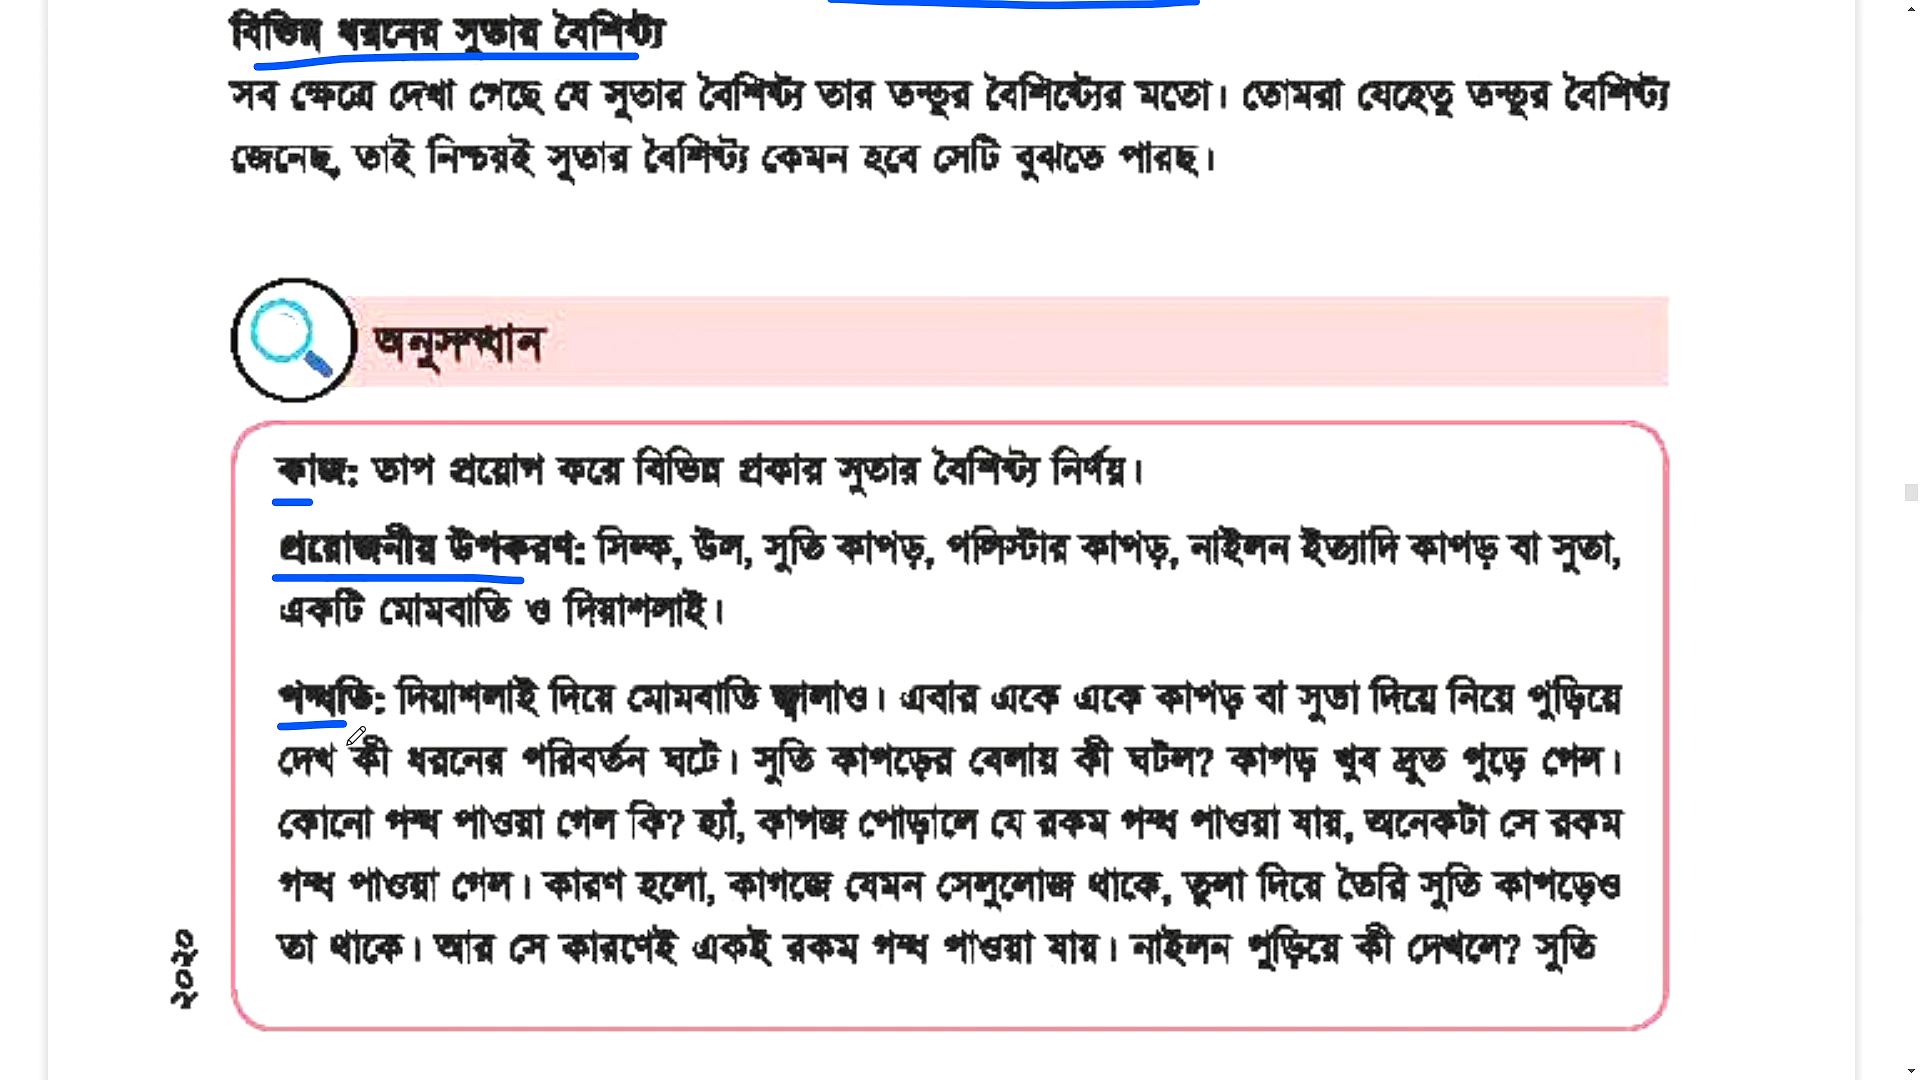 বিভিন্ন ধরনের সুতার বৈশিষ্ট্য
সব ক্ষেত্রে দেখা গেছে যে সুতার বৈশিষ্ট্য তার তন্তুর বৈশিষ্ট্যের মতো। তোমরা যেহেতু তন্তুর বৈশিষ্ট্য
জেনেছ, তাই নিশ্চয়ই সুতার বৈশিষ্ট্য কেমন হবে সেটি বুঝতে পারছ।
অনুসন্ধান
কাজ: তাপ প্রয়োগ করে বিভিন্ন প্রকার সুতার বৈশিষ্ট্য নির্ণয়।
প্রয়োজনীয় উপকরণ: সিল্ক, উল, সুতি কাপড়, পলিস্টার কাপড়, নাইলন ইত্যাদি কাপড় বা সুতা,
একটি মোমবাতি ও দিয়াশলাই।
পদ্ধতি: দিয়াশলাই দিয়ে মোমবাতি জ্বালাও। এবার একে একে কাপড় বা সুতা দিয়ে নিয়ে পুড়িয়ে
দেখ কী ধরনের পরিবর্তন ঘটে। সুতি কাপড়ের বেলায় কী ঘটল? কাপড় খুব দ্রুত পুড়ে গেল।
কোনো গন্ধ পাওয়া গেল কি? হ্যাঁ, কাগজ পোড়ালে যে রকম গন্ধ পাওয়া যায়, অনেকটা সে রকম
গন্ধ পাওয়া গেল। কারণ হলো, কাগজে যেমন সেলুলোজ থাকে, তুলা দিয়ে তৈরি সুতি কাপড়েও
তা থাকে। আর সে কারণেই একই রকম গন্ধ পাওয়া যায়। নাইলন পুড়িয়ে কী দেখলে? সুতি
২০২০